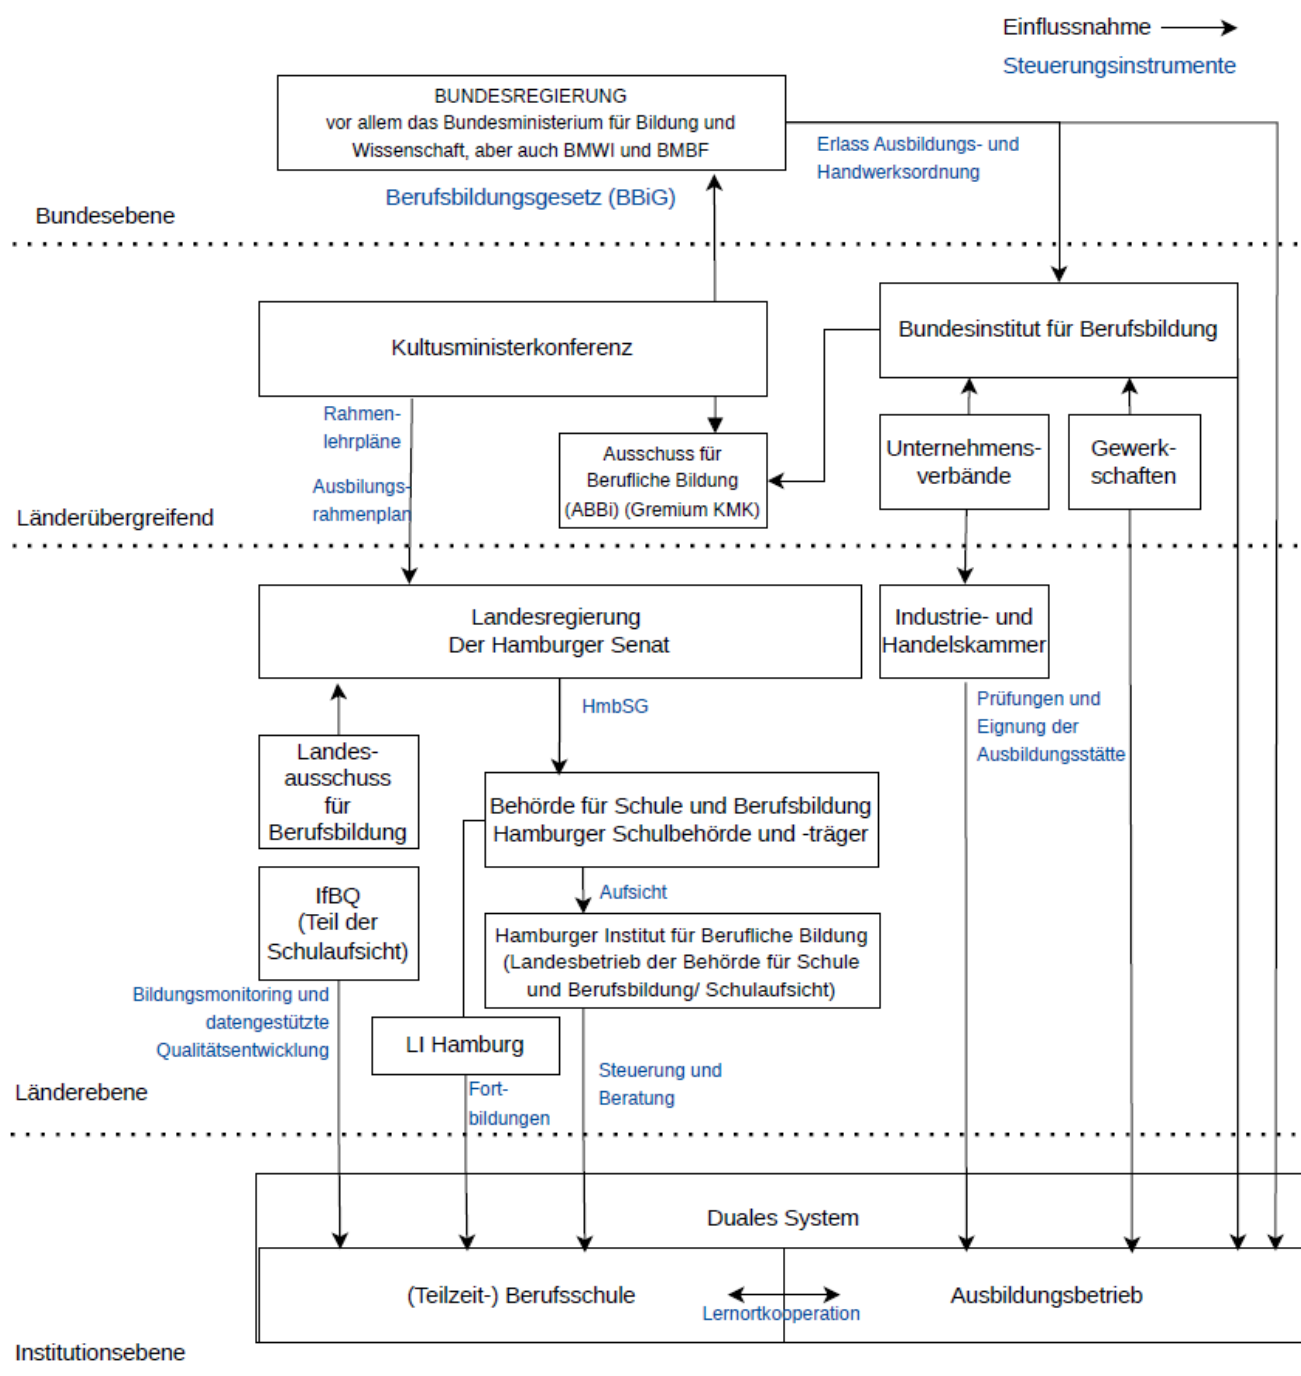 Einflussnahme
Steuerungsinstrumente
BUNDESREGIERUNG
vor allem das Bundesministerium für Bildung und
Wissenschaft, aber auch BMWI und BMBF
Erlass Ausbildungs- und
Handwerksordnung
Berufsbildungsgesetz (BBiG)
Bundesebene
Kultusministerkonferenz
Bundesinstitut für Berufsbildung
Rahmen-
lehrpläne
Ausbilungs-
rahmenplan
Ausschuss für
Berufliche Bildung
(ABBi) (Gremium KMK)
Unternehmens-
verbände
Gewerk-
schaften
Länderübergreifend
Landesregierung
Der Hamburger Senat
Industrie- und
Handelskammer
HmbSG
Prüfungen und
Eignung der
Ausbildungsstätte
Landes-
ausschuss
für
Berufsbildung
Behörde für Schule und Berufsbildung
Hamburger Schulbehörde und -träger
Aufsicht
IfBQ
(Teil der
Schulaufsicht)
Hamburger Institut für Berufliche Bildung
(Landesbetrieb der Behörde für Schule
und Berufsbildung/ Schulaufsicht)
Bildungsmonitoring und
datengestützte
Qualitätsentwicklung
LI Hamburg
Fort-
bildungen
Steuerung und
Beratung
Länderebene
Duales System
(Teilzeit-) Berufsschule
Lernortkooperation
Ausbildungsbetrieb
Institutionsebene